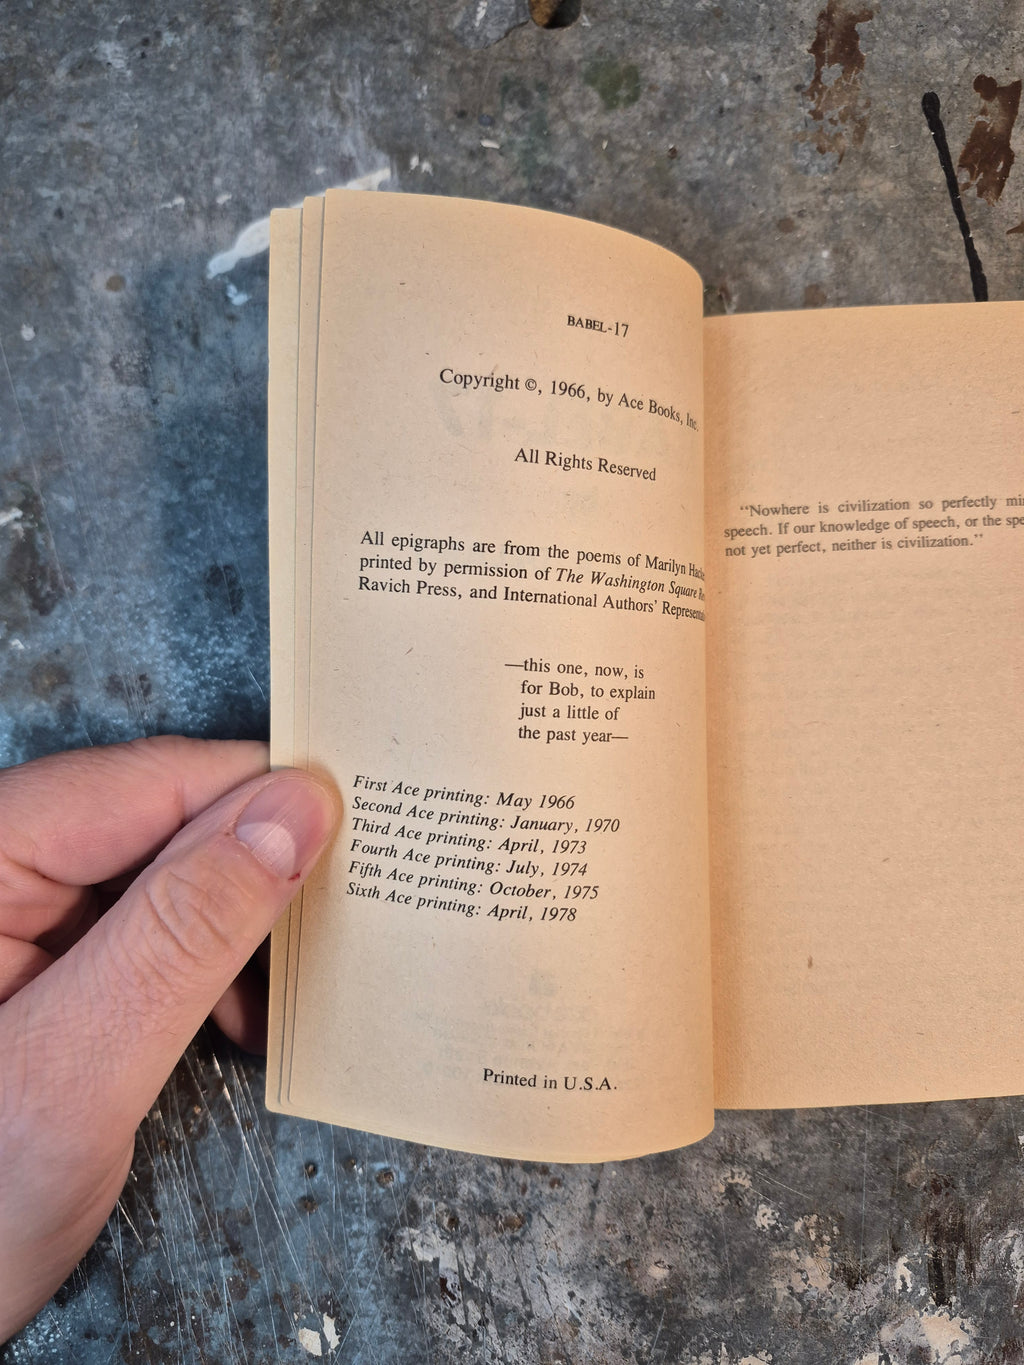 BABEL-17
Copyright ©, 1966, by Ace Books, Inc.
All Rights Reserved
All epigraphs are from the poems of Marilyn
printed by permission of The Washington Square
Ravich Press, and International Authors'
—this one, now, is
for Bob, to explain
just a little of
the past year—
First Ace printing: May 1966
Second Ace printing: January, 1970
Third Ace printing: April, 1973
Fourth Ace printing: July, 1974
Fifth Ace printing: October, 1975
Sixth Ace printing: April, 1978
Printed in U.S.A.
“Nowhere is civilization so perfectly
speech. If our knowledge of speech, or the
not yet perfect, neither is civilization.”